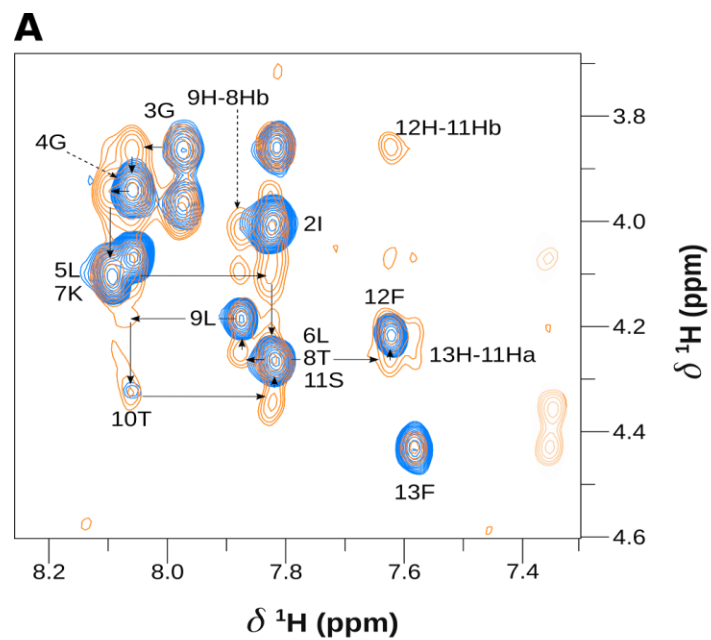 A
9H-8Hb
3G
12H-11Hb
4G
3.8
2I
4.0
5L
7K
12F
9L
6L
8T
11S
13H-11Ha
4.2
10T
13F
4.4
4.6
8.2 8.0 7.8 7.6 7.4
δ ¹H (ppm)
δ ¹H (ppm)